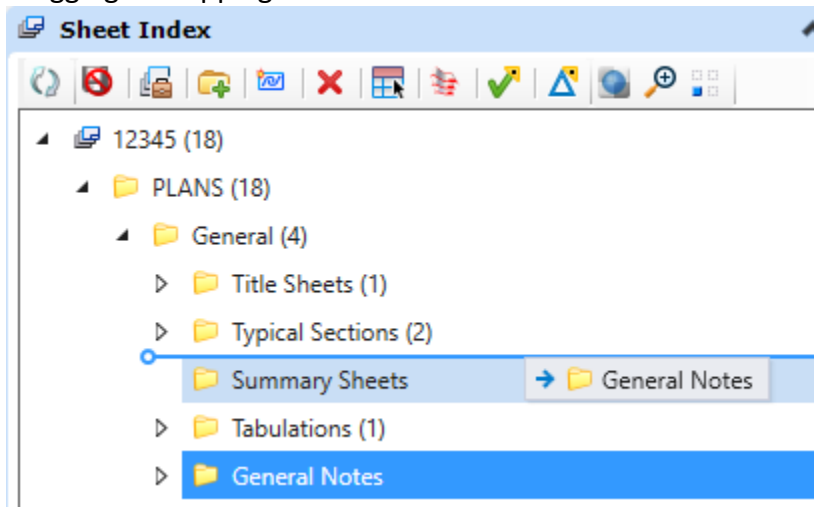 Sheet Index
12345 (18)
PLANS (18)
General (4)
Title Sheets (1)
Typical Sections (2)
Summary Sheets General Notes
Tabulations (1)
General Notes